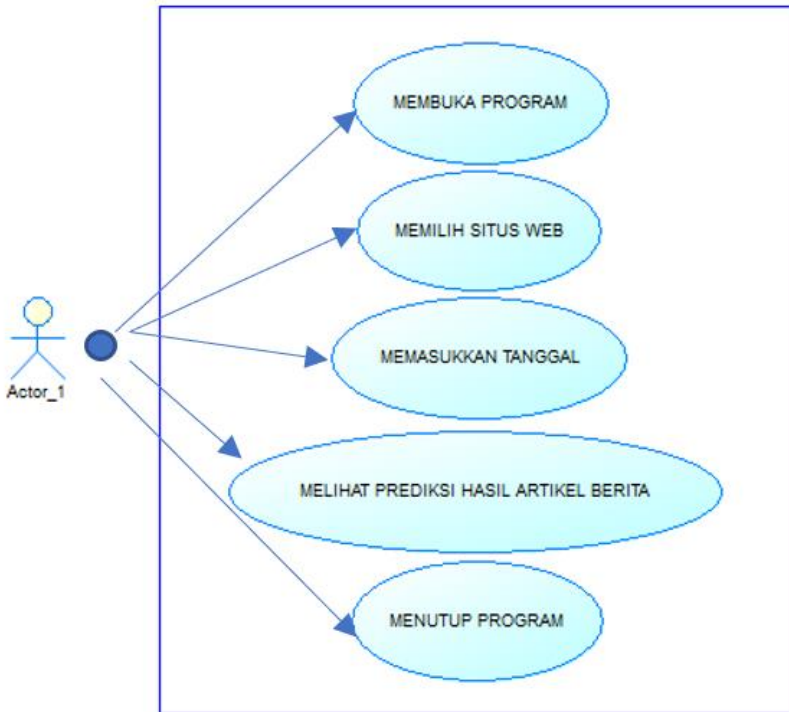 MEMBUKA PROGRAM
MEMILIH SITUS WEB
MEMASUKKAN TANGGAL
Actor_1
MELIHAT PREDIKSI HASIL ARTIKEL BERITA
MENUTUP PROGRAM